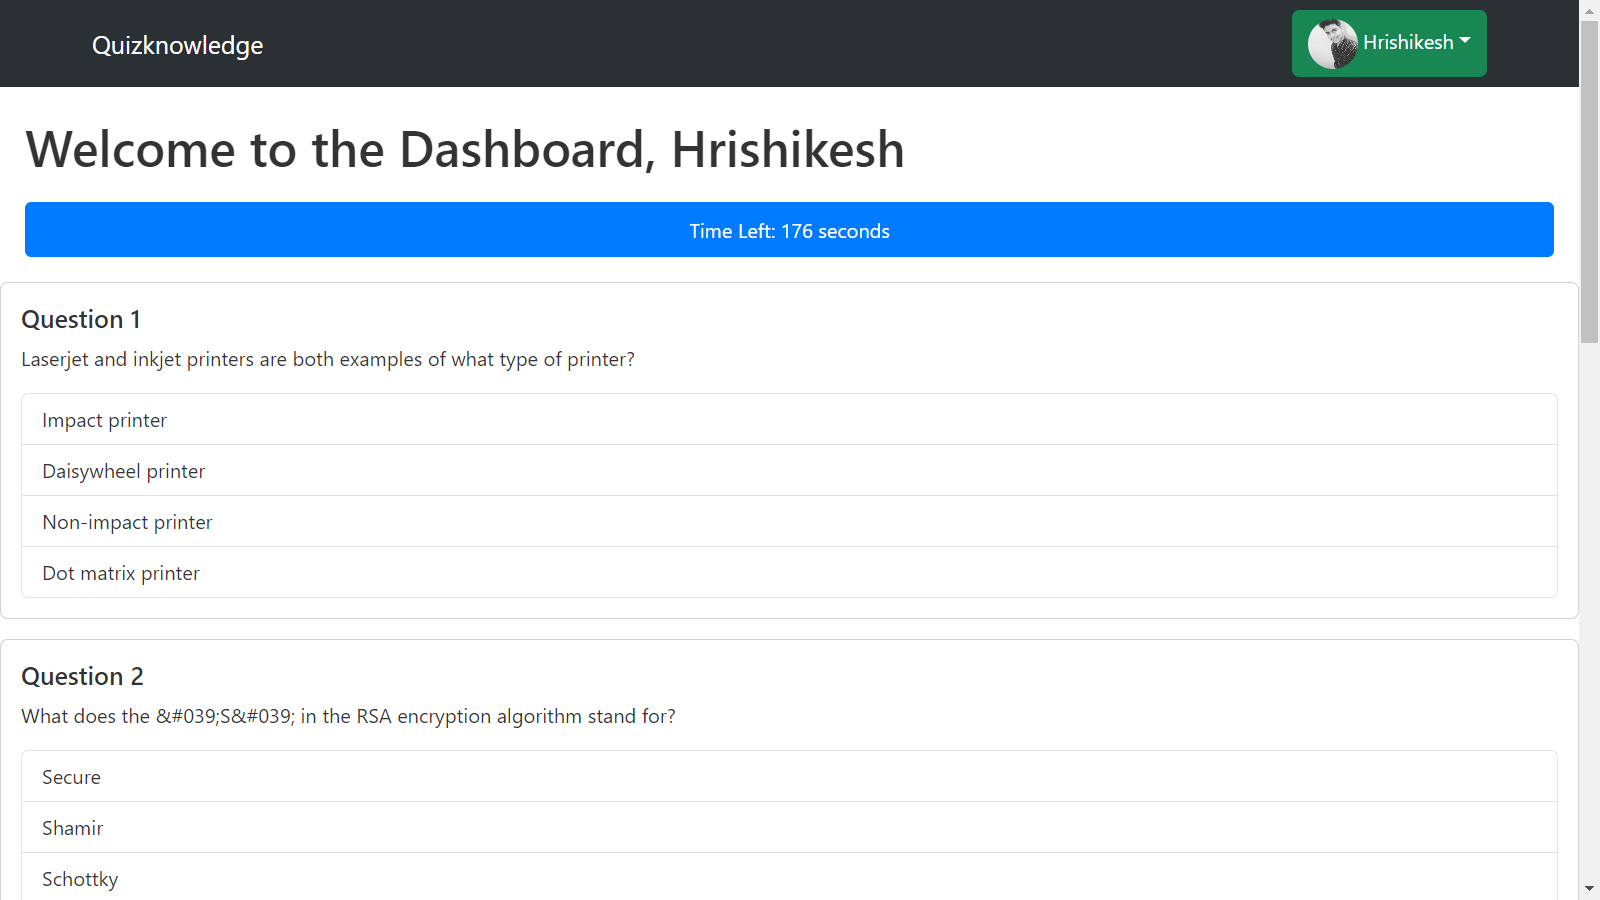 Quizknowledge
Hrishikesh
Welcome to the Dashboard, Hrishikesh
Time Left: 176 seconds
Question 1
Laserjet and inkjet printers are both examples of what type of printer?
Impact printer
Daisywheel printer
Non-impact printer
Dot matrix printer
Question 2
What does the &#039;S&#039; in the RSA encryption algorithm stand for?
Secure
Shamir
Schottky